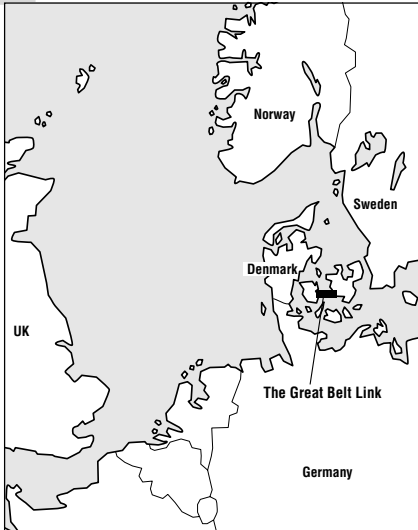 Norway
Sweden
Denmark
UK
The Great Belt Link
Germany